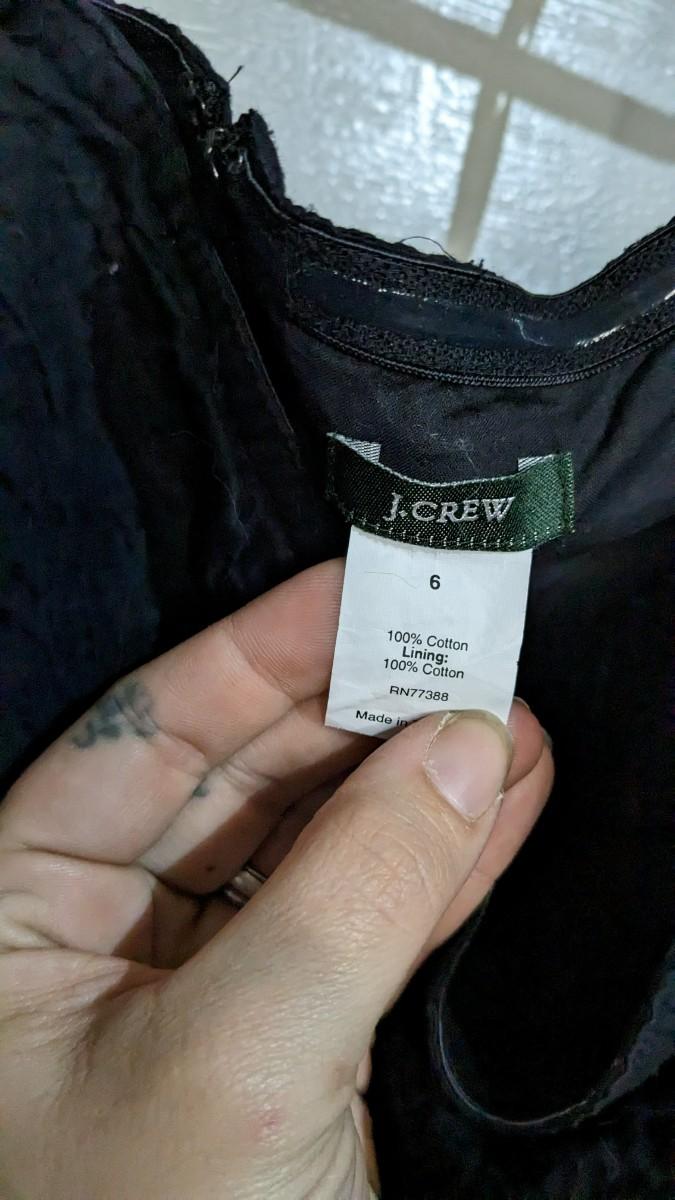 J.CREW
6
100% Cotton
Lining:
100% Cotton
RN77388
Made in